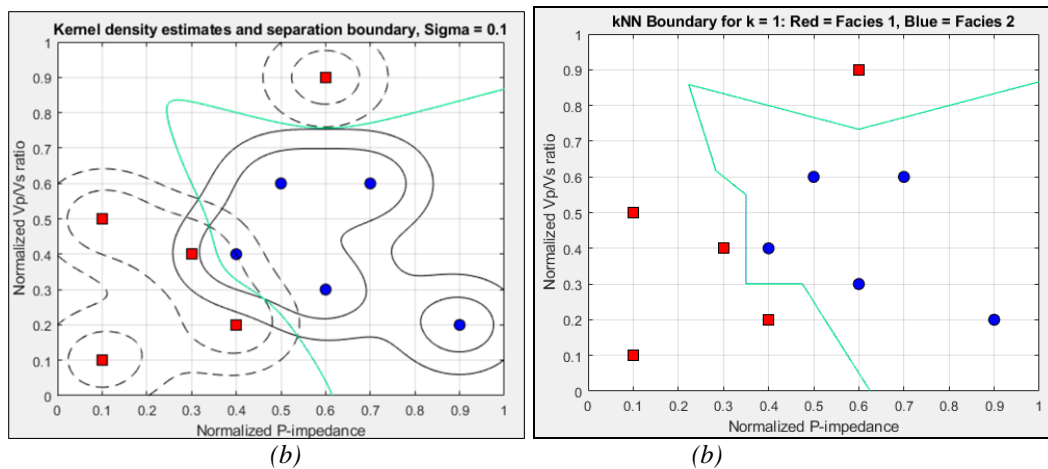 Kernel density estimates and separation boundary, Sigma = 0.1
1
0.9
0.8
0.7
0.6
0.5
0.4
0.3
0.2
0.1
0
Normalized Vp/Vs ratio
0 0.1 0.2 0.3 0.4 0.5 0.6 0.7 0.8 0.9 1
Normalized P-impedance
(b)
kNN Boundary for k = 1: Red = Facies 1, Blue = Facies 2
1
0.9
0.8
0.7
0.6
0.5
0.4
0.3
0.2
0.1
0
Normalized Vp/Vs ratio
0 0.1 0.2 0.3 0.4 0.5 0.6 0.7 0.8 0.9 1
Normalized P-impedance
(b)